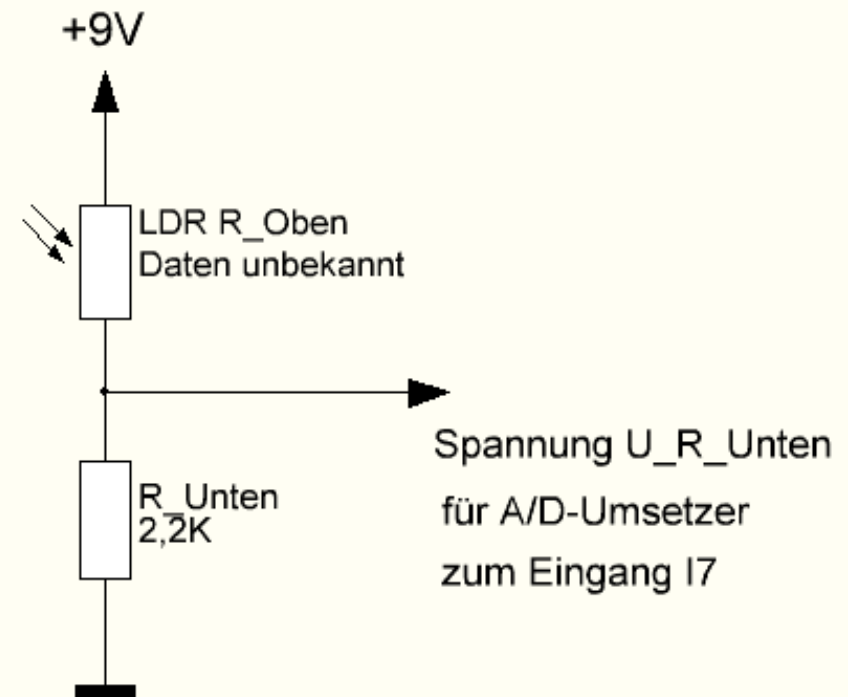 +9V
LDR R_Oben
Daten unbekannt
Spannung U_R_Unten
R_Unten
2,2K
für A/D-Umsetzer
zum Eingang I7